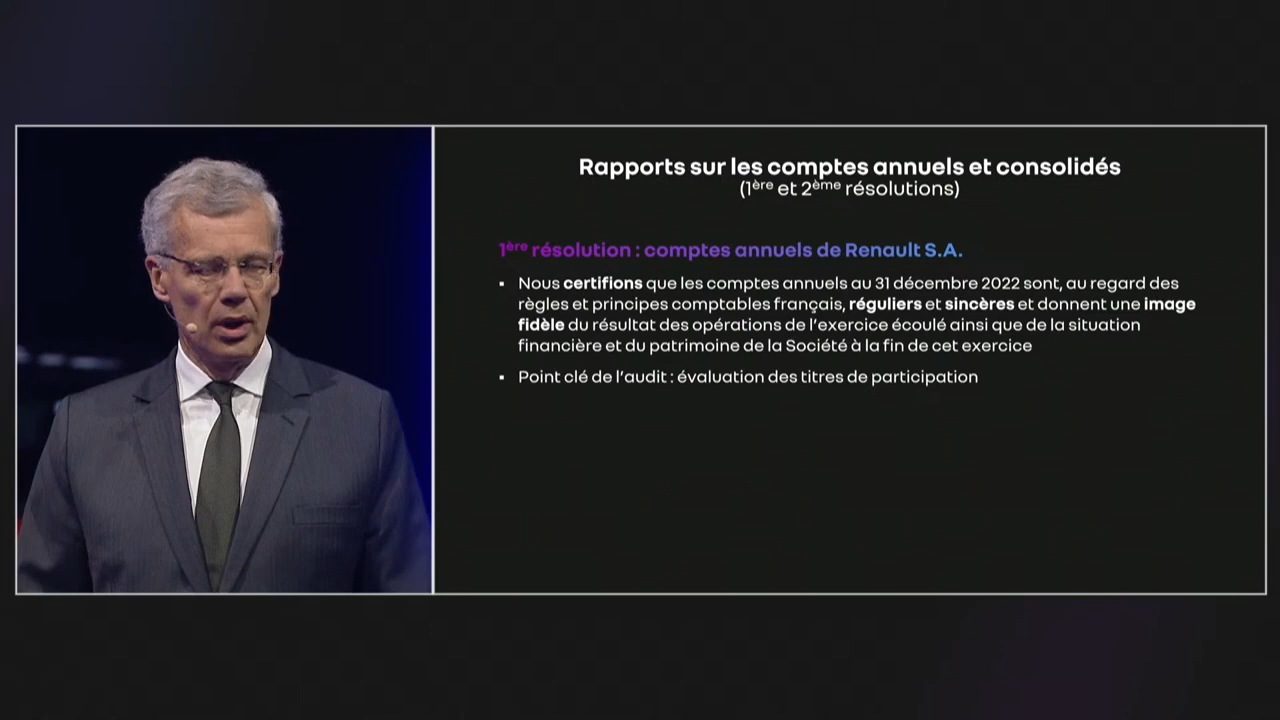 Rapports sur les comptes annuels et consolidés
(1ère et 2ème résolutions)
1ère résolution : comptes annuels de Renault S.A.
▪ Nous certifions que les comptes annuels au 31 décembre 2022 sont, au regard des
règles et principes comptables français, réguliers et sincères et donnent une image
fidèle du résultat des opérations de l'exercice écoulé ainsi que de la situation
financière et du patrimoine de la Société à la fin de cet exercice
▪ Point clé de l'audit : évaluation des titres de participation